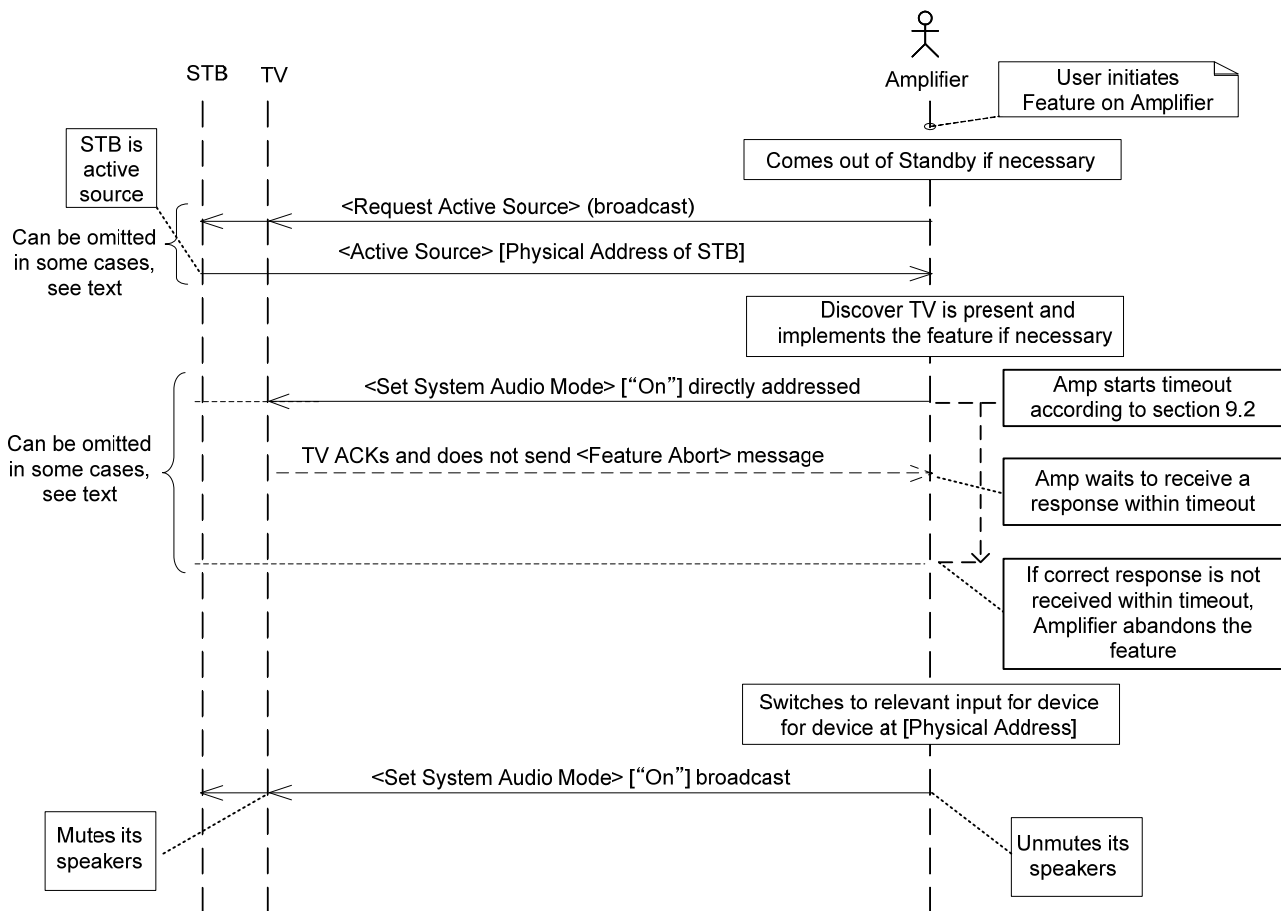 STB
TV
Amplifier
User initiates
Feature on Amplifier
STB is
active
source
Comes out of Standby if necessary
<Request Active Source> (broadcast)
Can be omitted
in some cases,
see text
<Active Source> [Physical Address of STB]
Discover TV is present and
implements the feature if necessary
<Set System Audio Mode> [“On”] directly addressed
Amp starts timeout
according to section 9.2
Can be omitted
in some cases,
see text
TV ACKs and does not send <Feature Abort> message
Amp waits to receive a
response within timeout
If correct response is not
received within timeout,
Amplifier abandons the
feature
Switches to relevant input for device
for device at [Physical Address]
<Set System Audio Mode> [“On”] broadcast
Mutes its
speakers
Unmutes its
speakers